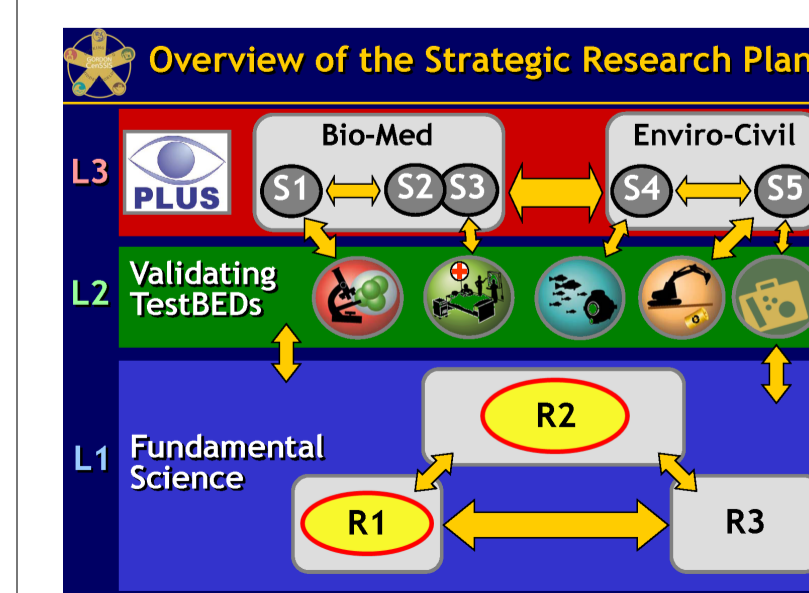 Overview of the Strategic Research Plan
L3
PLUS
Bio-Med
S1
S2
S3
Enviro-Civil
S4
S5
L2
Validating
TestBEDs
L1
Fundamental
Science
R2
R1
R3